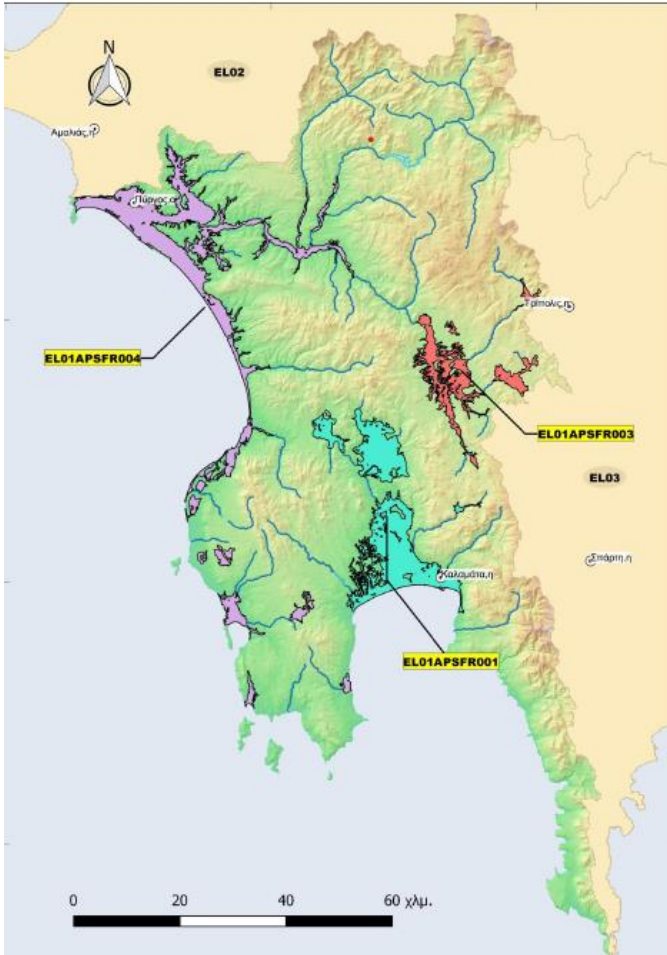 N
EL02
Αμαλιάς,η
Πύργος,ο
Τρίπολις,η
EL01APSFR004
EL01APSFR003
EL03
Σπάρτη,η
Καλαμάτα,η
EL01APSFR001
0 20 40 60 χλμ.